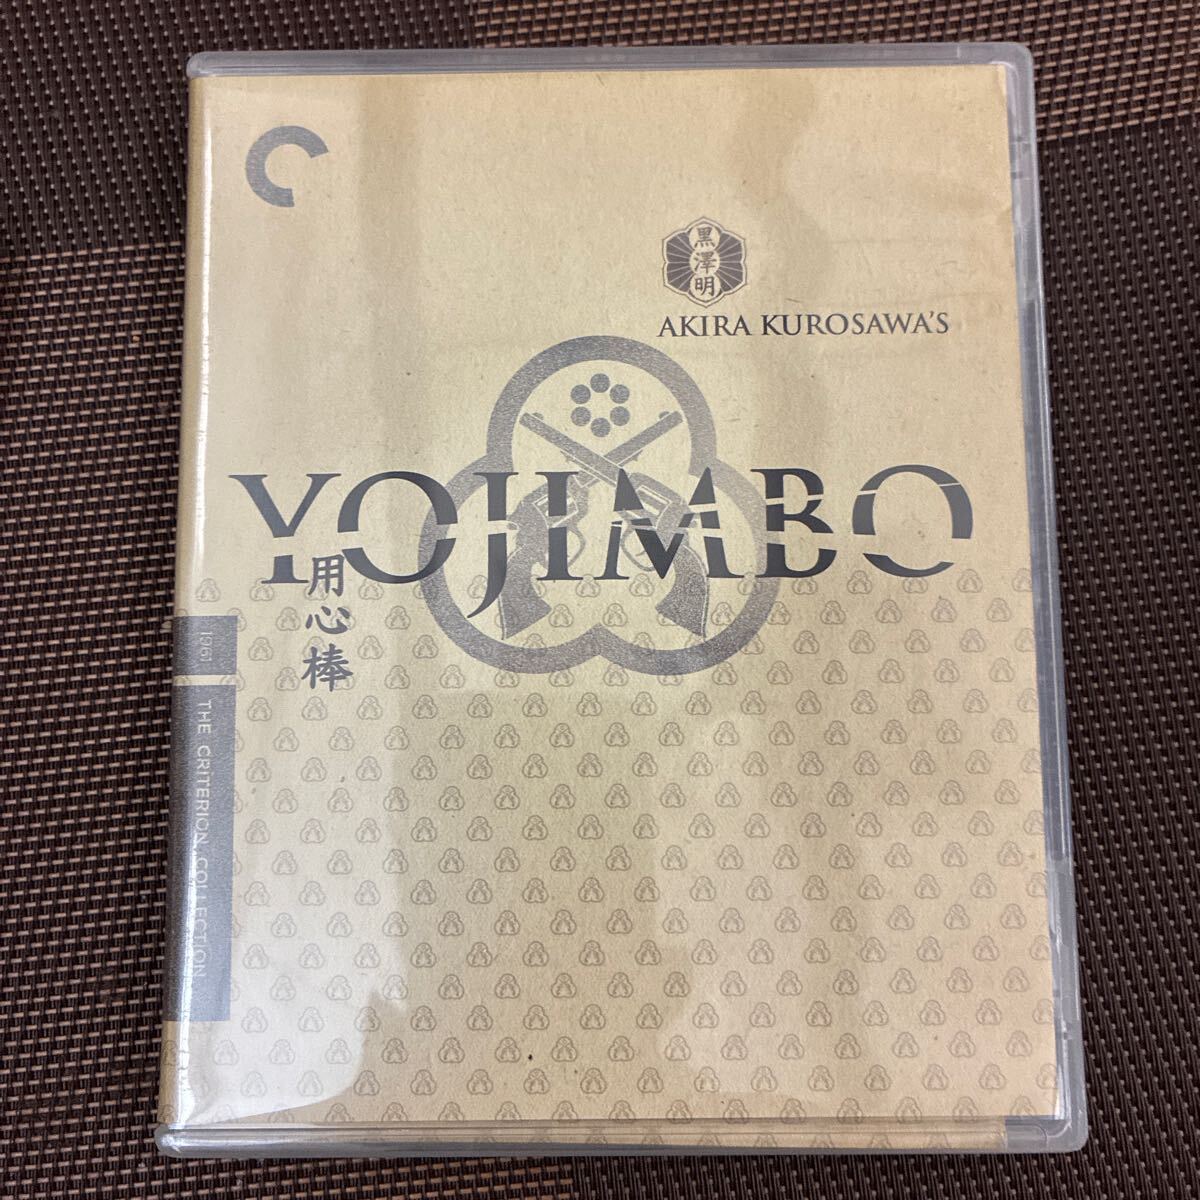 黒澤明
AKIRA KUROSAWA'S
YOJIMBO
用心棒
1961
THE CRITERION COLLECTION